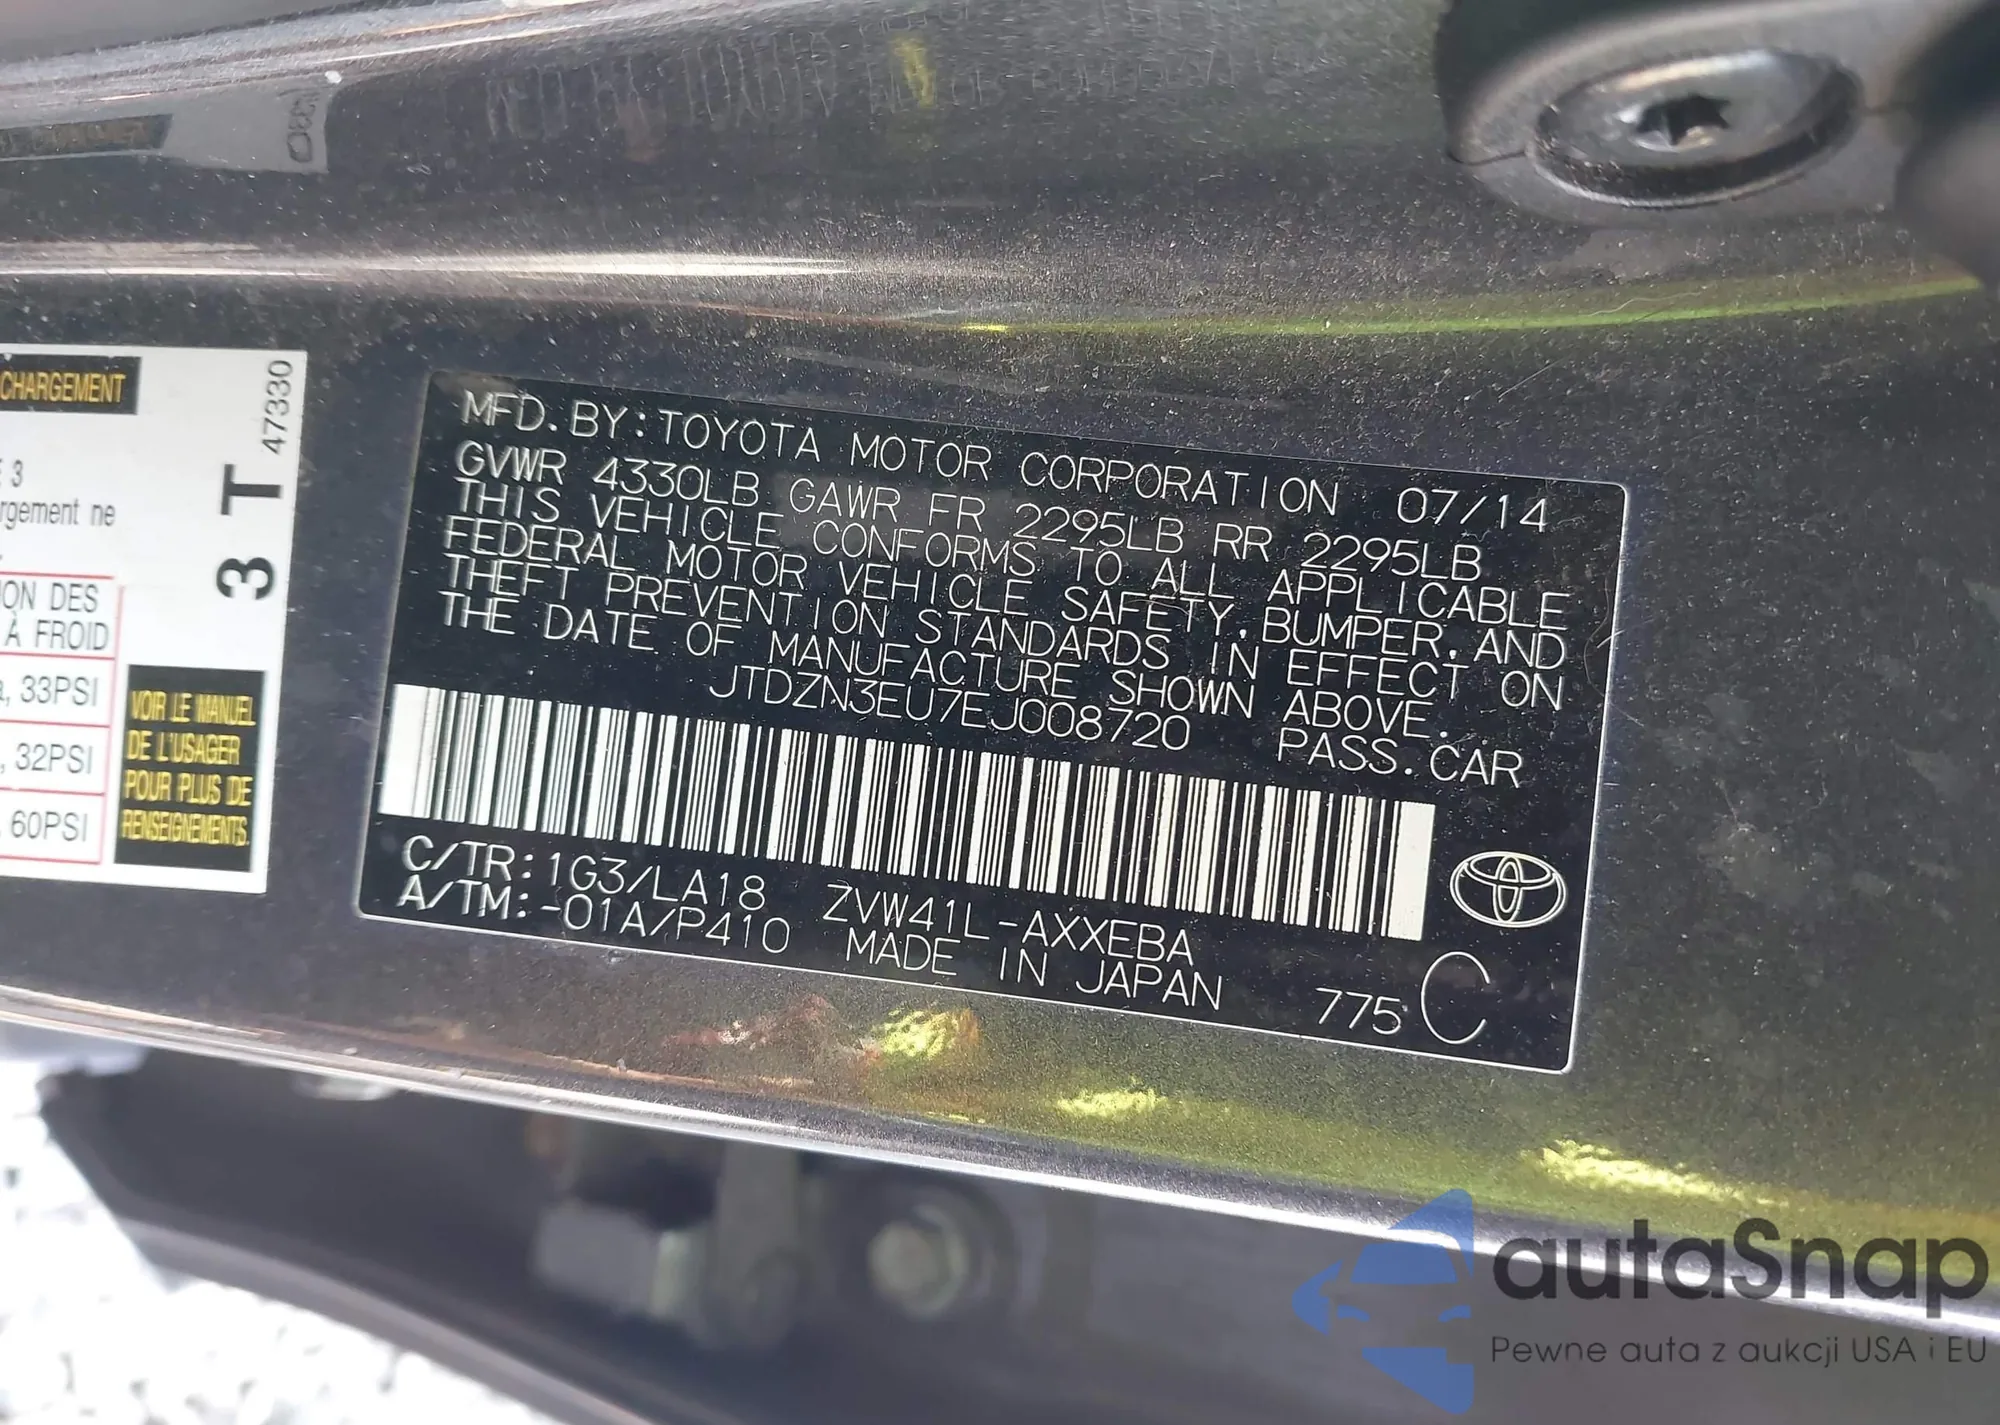 CHARGEMENT
47330
3 T
E 3
rgement ne
ION DES
À FROID
a, 33PSI
, 32PSI
, 60PSI
VOIR LE MANUEL
DE L'USAGER
POUR PLUS DE
RENSEIGNEMENTS.
MFD. BY: TOYOTA MOTOR CORPORATION 07/14
GVWR 4330LB GAWR FR 2295LB RR 2295LB
THIS VEHICLE CONFORMS TO ALL APPLICABLE
FEDERAL MOTOR VEHICLE SAFETY, BUMPER, AND
THEFT PREVENTION STANDARDS IN EFFECT ON
THE DATE OF MANUFACTURE SHOWN ABOVE.
JTDZN3EU7EJ008720 PASS. CAR
C/TR: 1G3/LA18 ZVW41L-AXXEBA
A/TM: -01A/P410 MADE IN JAPAN 775 C
autaSnap
Pewne auta z aukcji USA i EU